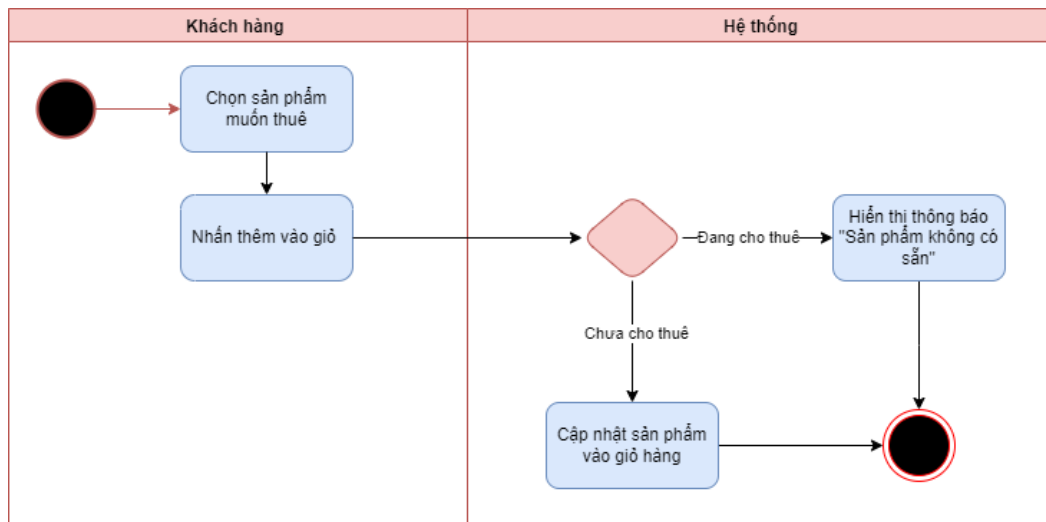 Khách hàng
Hệ thống
Chọn sản phẩm
muốn thuê
Nhấn thêm vào giỏ
Đang cho thuê
Hiển thị thông báo
"Sản phẩm không có
sẵn"
Chưa cho thuê
Cập nhật sản phẩm
vào giỏ hàng